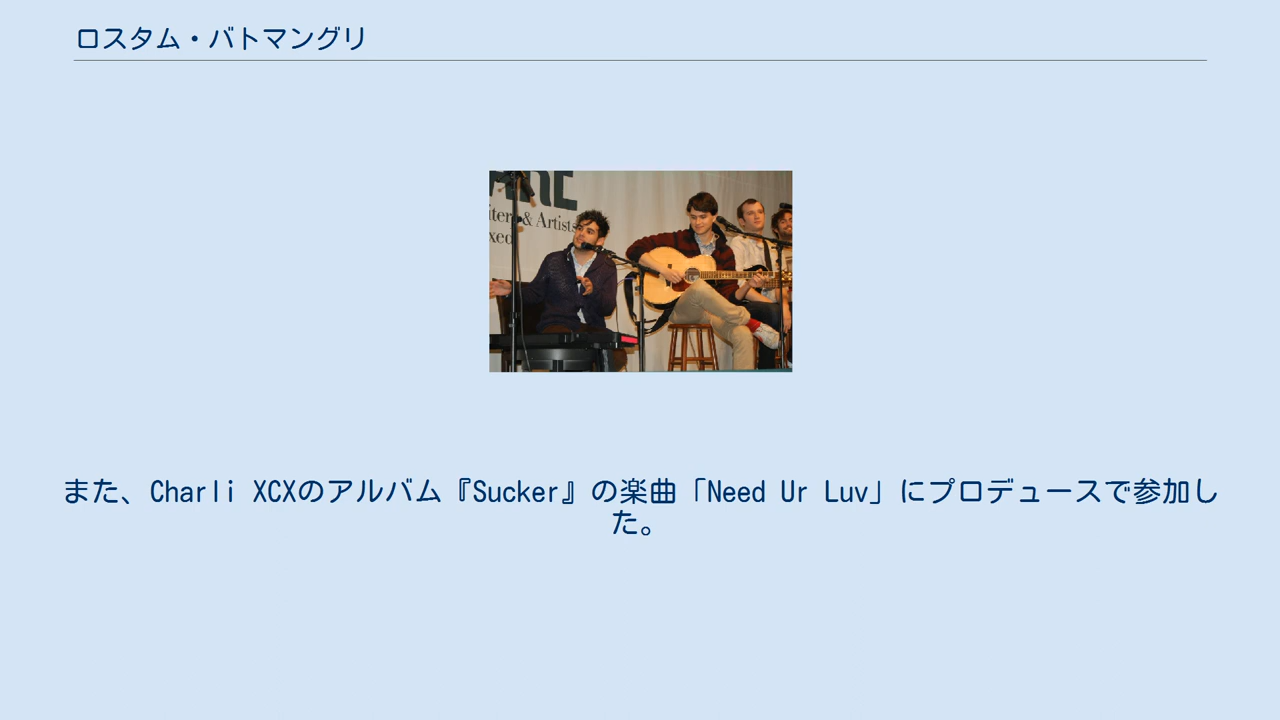 ロスタム・バトマングリ
& Artists
また、Charli XCXのアルバム『Sucker』の楽曲「Need Ur Luv」にプロデュースで参加し
た。